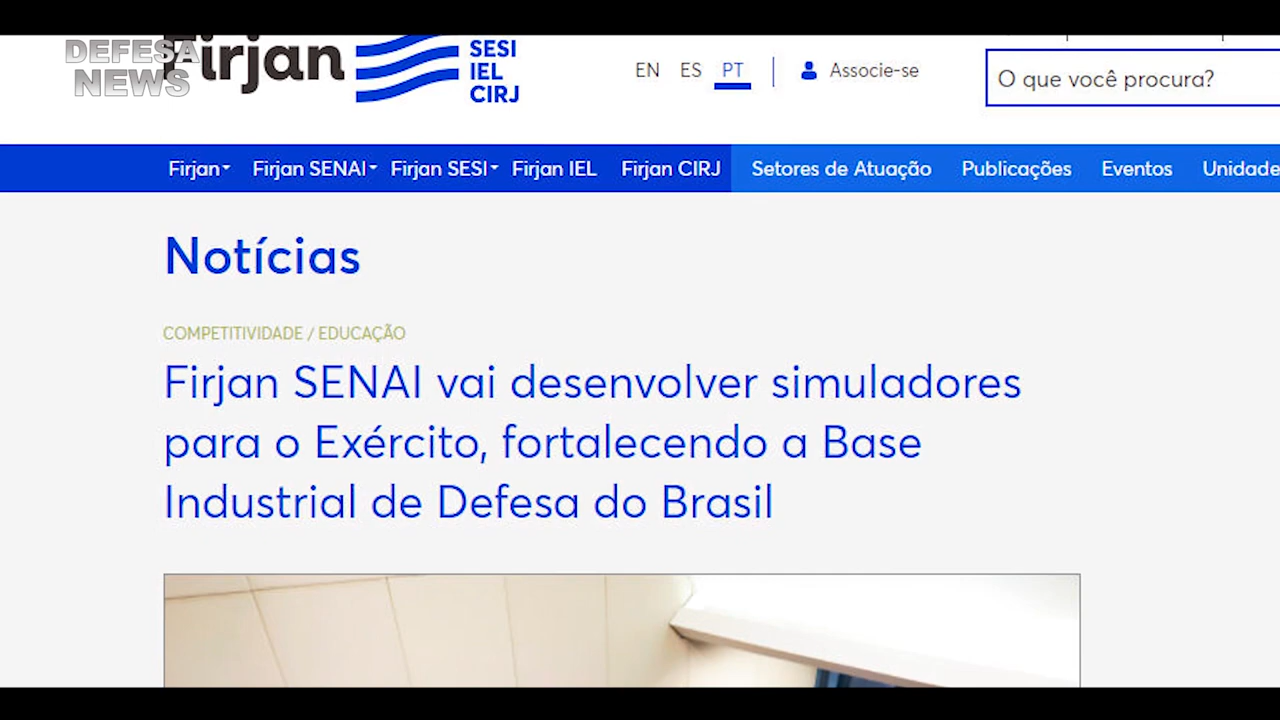 DEFESA
NEWS
Firjan
SESI
IEL
CIRJ
EN ES PT
Associe-se
O que você procura?
Firjan Firjan SENAI Firjan SESI Firjan IEL Firjan CIRJ Setores de Atuação Publicações Eventos Unidade
Notícias
COMPETITIVIDADE / EDUCAÇÃO
Firjan SENAI vai desenvolver simuladores
para o Exército, fortalecendo a Base
Industrial de Defesa do Brasil